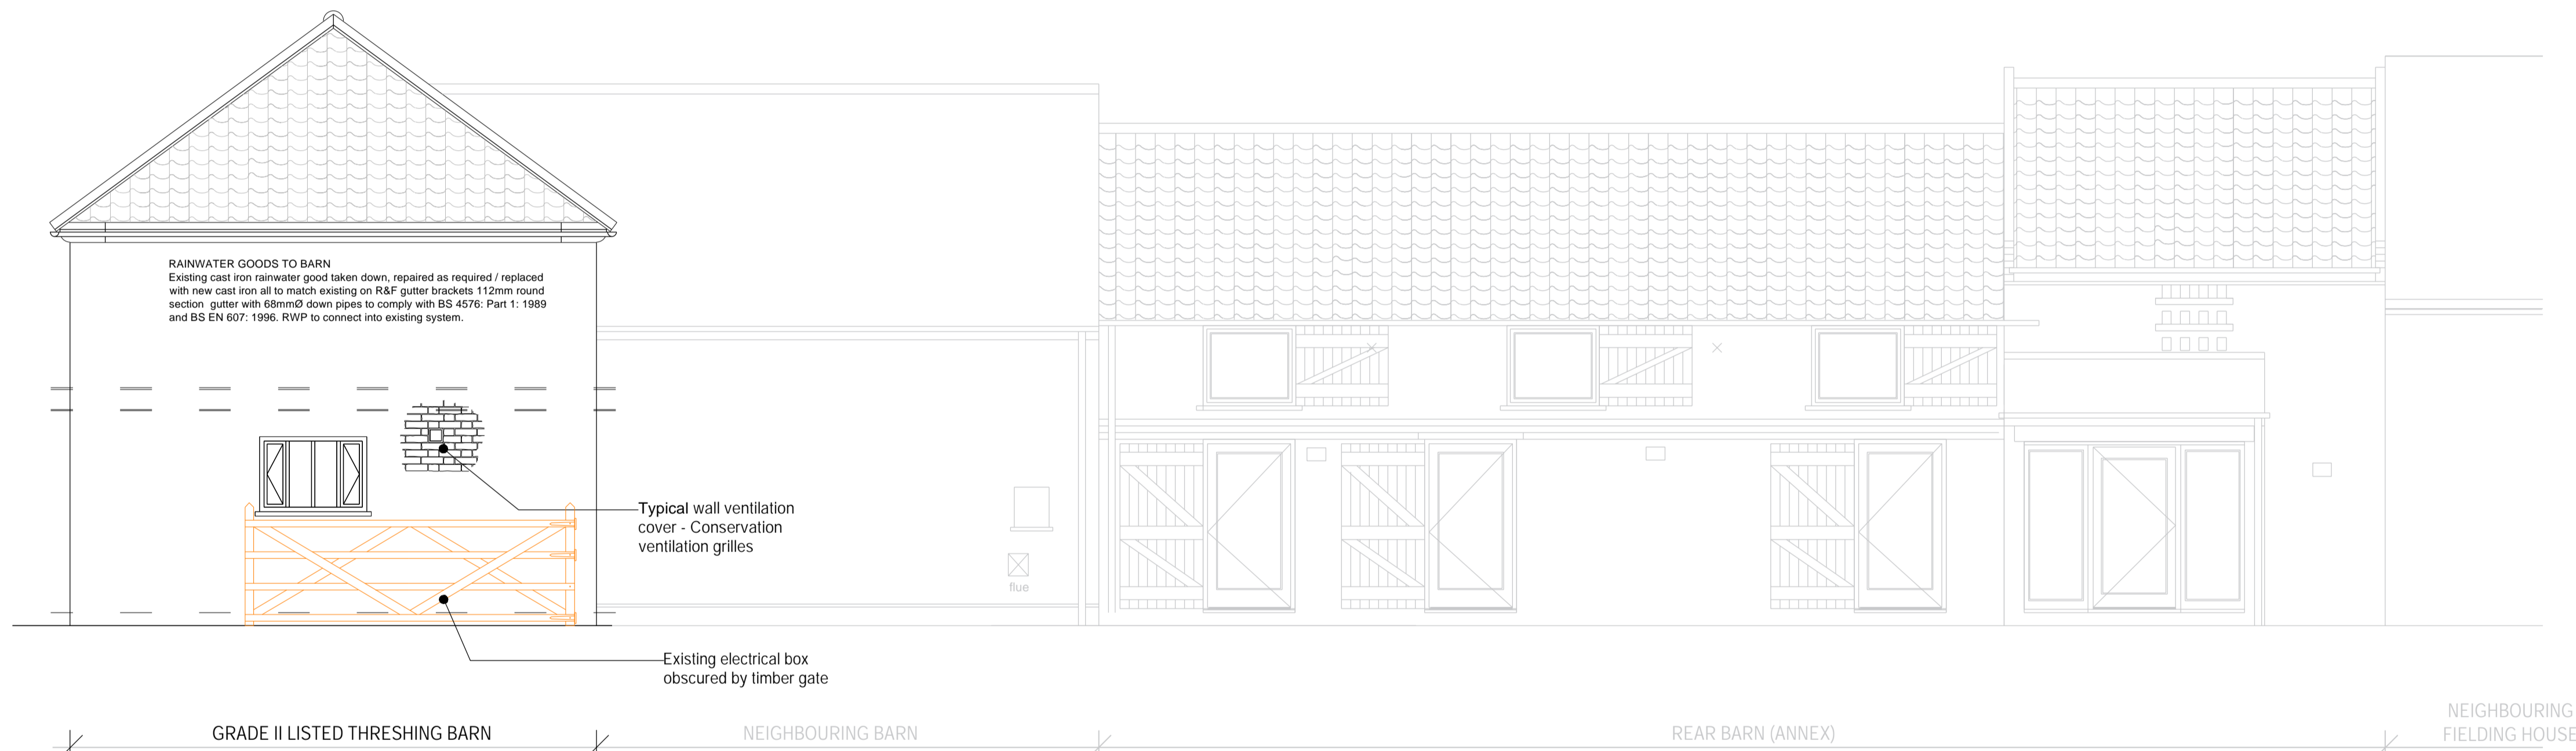 RAINWATER GOODS TO BARN
Existing cast iron rainwater good taken down, repaired as required / replaced
with new cast iron all to match existing on R&F gutter brackets 112mm round
section gutter with 68mmØ down pipes to comply with BS 4576: Part 1: 1989
and BS EN 607: 1996. RWP to connect into existing system.
Typical wall ventilation
cover - Conservation
ventilation grilles
flue
Existing electrical box
obscured by timber gate
GRADE II LISTED THRESHING BARN
NEIGHBOURING BARN
REAR BARN (ANNEX)
NEIGHBOURING
FIELDING HOUSE